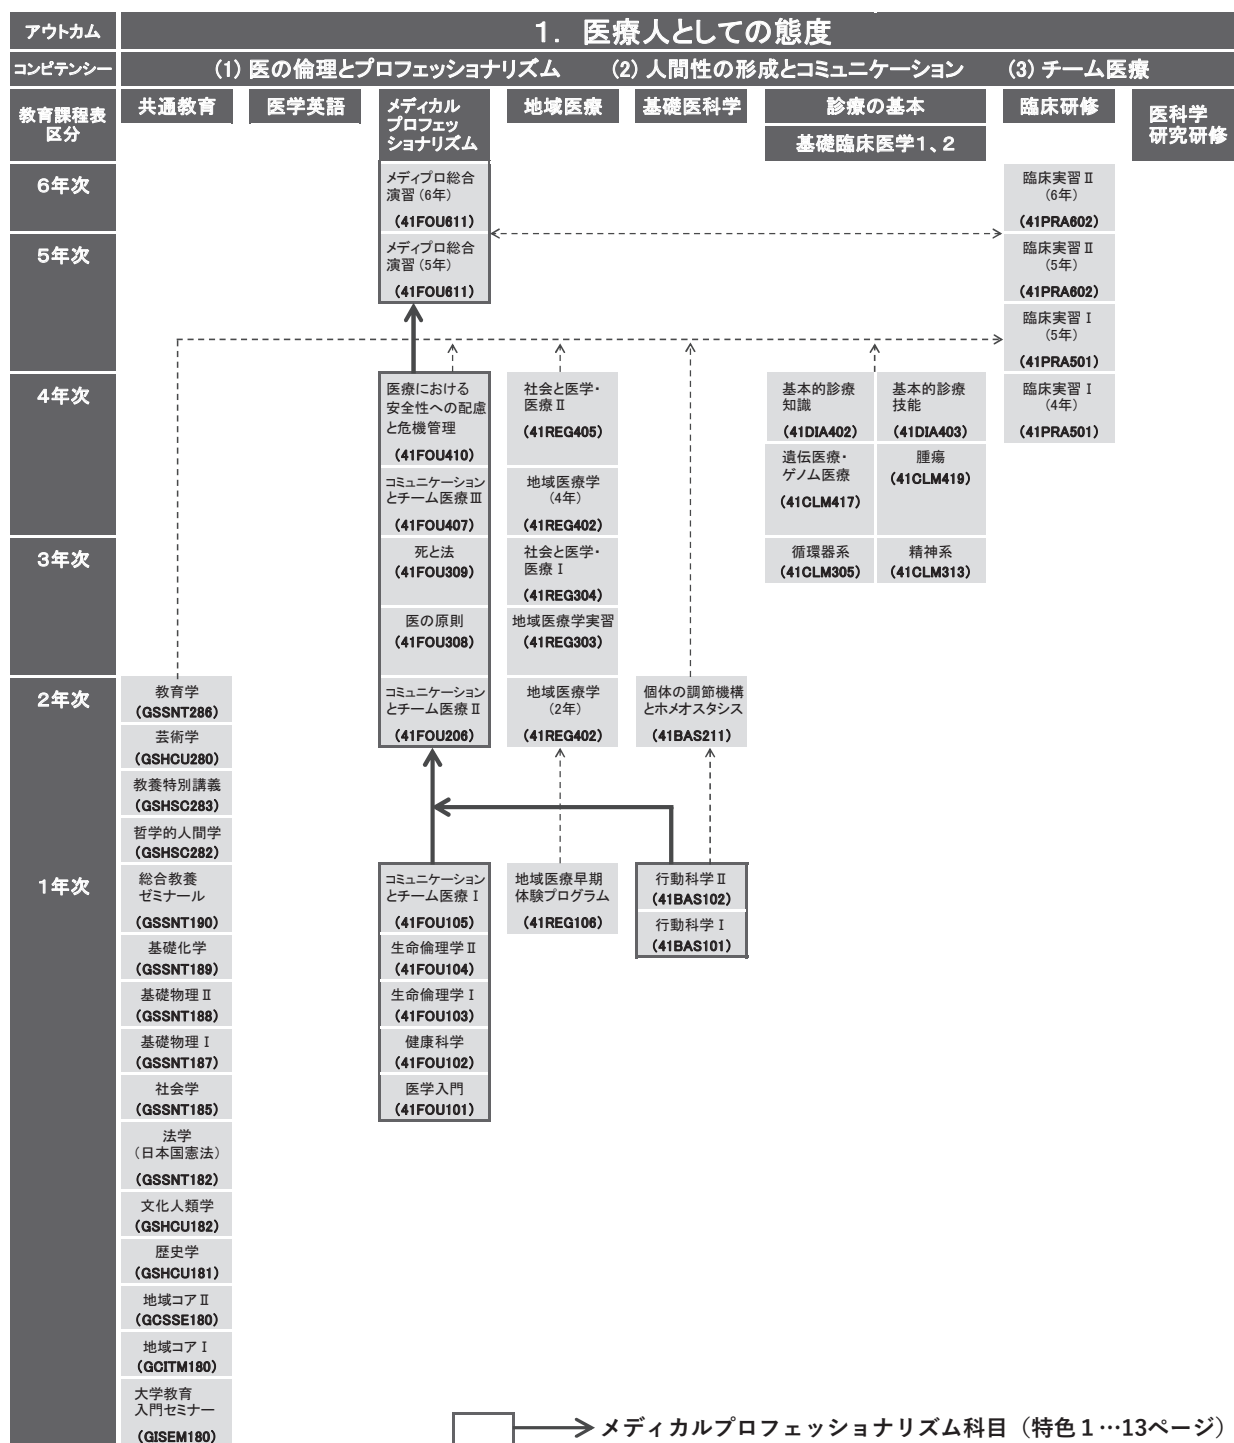 アウトカム
1. 医療人としての態度
コンピテンシー
(1) 医の倫理とプロフェッショナリズム
(2) 人間性の形成とコミュニケーション
(3) チーム医療
教育課程表
区分
共通教育
医学英語
メディカル
プロフェッ
ショナリズム
地域医療
基礎医科学
診療の基本
基礎臨床医学1、2
臨床研修
医科学
研究研修
6年次
メディプロ総合
演習(6年)
(41FOU611)
臨床実習Ⅱ
(6年)
(41PRA602)
5年次
メディプロ総合
演習(5年)
(41FOU611)
臨床実習Ⅱ
(5年)
(41PRA602)
臨床実習Ⅰ
(5年)
(41PRA501)
4年次
医療における
安全性への配慮
と危機管理
(41FOU410)
社会と医学・
医療Ⅱ
(41REG405)
基本的診療
知識
(41DIA402)
基本的診療
技能
(41DIA403)
臨床実習Ⅰ
(4年)
(41PRA501)
コミュニケーション
とチーム医療Ⅲ
(41FOU407)
地域医療学
(4年)
(41REG402)
遺伝医療・
ゲノム医療
(41CLM417)
腫瘍
(41CLM419)
3年次
死と法
(41FOU309)
社会と医学・
医療Ⅰ
(41REG304)
循環器系
(41CLM305)
精神系
(41CLM313)
医の原則
(41FOU308)
地域医療学実習
(41REG303)
2年次
教育学
(GSSNT286)
コミュニケーション
とチーム医療Ⅱ
(41FOU206)
地域医療学
(2年)
(41REG402)
個体の調節機構
とホメオスタシス
(41BAS211)
芸術学
(GSHCU280)
教養特別講義
(GSHSC283)
哲学的人間学
(GSHSC282)
1年次
総合教養
ゼミナール
(GSSNT190)
コミュニケーション
とチーム医療Ⅰ
(41FOU105)
地域医療早期
体験プログラム
(41REG106)
行動科学Ⅱ
(41BAS102)
行動科学Ⅰ
(41BAS101)
基礎化学
(GSSNT189)
生命倫理学Ⅱ
(41FOU104)
基礎物理Ⅱ
(GSSNT188)
生命倫理学Ⅰ
(41FOU103)
基礎物理Ⅰ
(GSSNT187)
健康科学
(41FOU102)
社会学
(GSSNT185)
医学入門
(41FOU101)
法学
(日本国憲法)
(GSSNT182)
文化人類学
(GSHCU182)
歴史学
(GSHCU181)
地域コアⅡ
(GCSSE180)
地域コアⅠ
(GCITM180)
大学教育
入門セミナー
(GISEM180)
メディカルプロフェッショナリズム科目(特色1…13ページ)